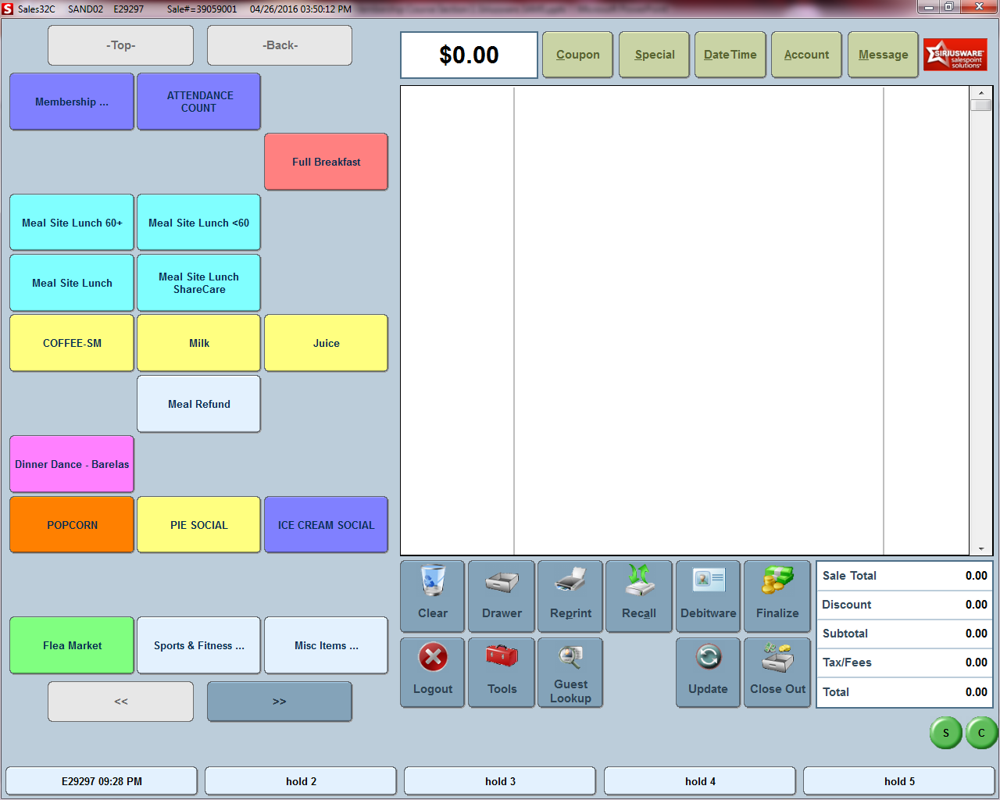 S Sales32C SAND02 E29297 Sale#=39059001 04/26/2016 03:50:12 PM
-Top- -Back-
$0.00 Coupon Special DateTime Account Message
SIRIUSWARE
salespoint
solutions
Membership ... ATTENDANCE
COUNT
Full Breakfast
Meal Site Lunch 60+ Meal Site Lunch <60
Meal Site Lunch Meal Site Lunch
ShareCare
COFFEE-SM Milk Juice
Meal Refund
Dinner Dance - Barelas
POPCORN PIE SOCIAL ICE CREAM SOCIAL
Flea Market Sports & Fitness ... Misc Items ...
<< >>
Clear Drawer Reprint Recall Debitware Finalize
Logout Tools Guest
Lookup Update Close Out
Sale Total 0.00
Discount 0.00
Subtotal 0.00
Tax/Fees 0.00
Total 0.00
S C
E29297 09:28 PM hold 2 hold 3 hold 4 hold 5